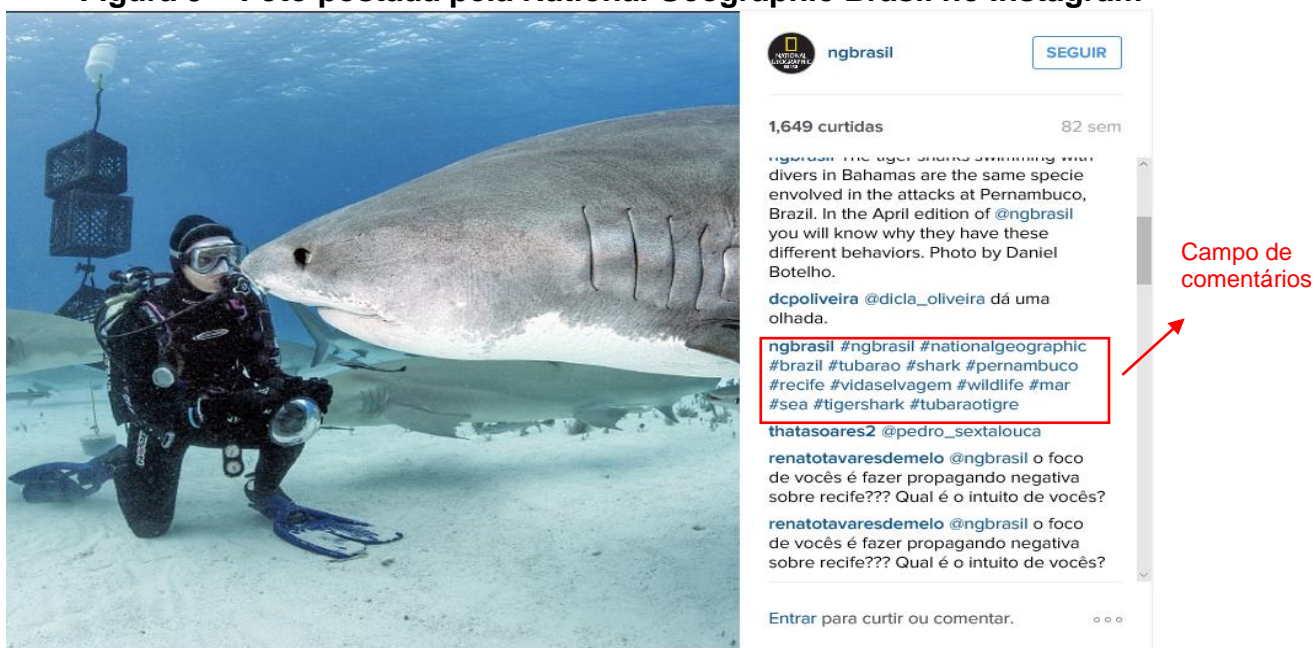 Figura – Foto postada pela National Geographic Brasil no Instagram
NATIONAL
GEOGRAPHIC
BRASIL
ngbrasil
SEGUIR
1,649 curtidas
82 sem
ngbrasil The tiger sharks swimming with
divers in Bahamas are the same specie
envolved in the attacks at Pernambuco,
Brazil. In the April edition of @ngbrasil
you will know why they have these
different behaviors. Photo by Daniel
Botelho.
dcpoliveira @dicla_oliveira dá uma
olhada.
ngbrasil #ngbrasil #nationalgeographic
#brazil #tubarao #shark #pernambuco
#recife #vidaselvagem #wildlife #mar
#sea #tigershark #tubaraotigre
thatasoares2 @pedro_sextalouca
renatotavaresdemelo @ngbrasil o foco
de vocês é fazer propagando negativa
sobre recife??? Qual é o intuito de vocês?
renatotavaresdemelo @ngbrasil o foco
de vocês é fazer propagando negativa
sobre recife??? Qual é o intuito de vocês?
Entrar para curtir ou comentar.
Campo de
comentários